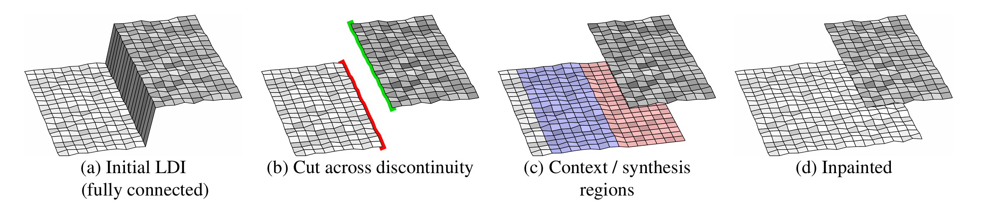 (a) Initial LDI
(fully connected)
(b) Cut across discontinuity
(c) Context / synthesis
regions
(d) Inpainted